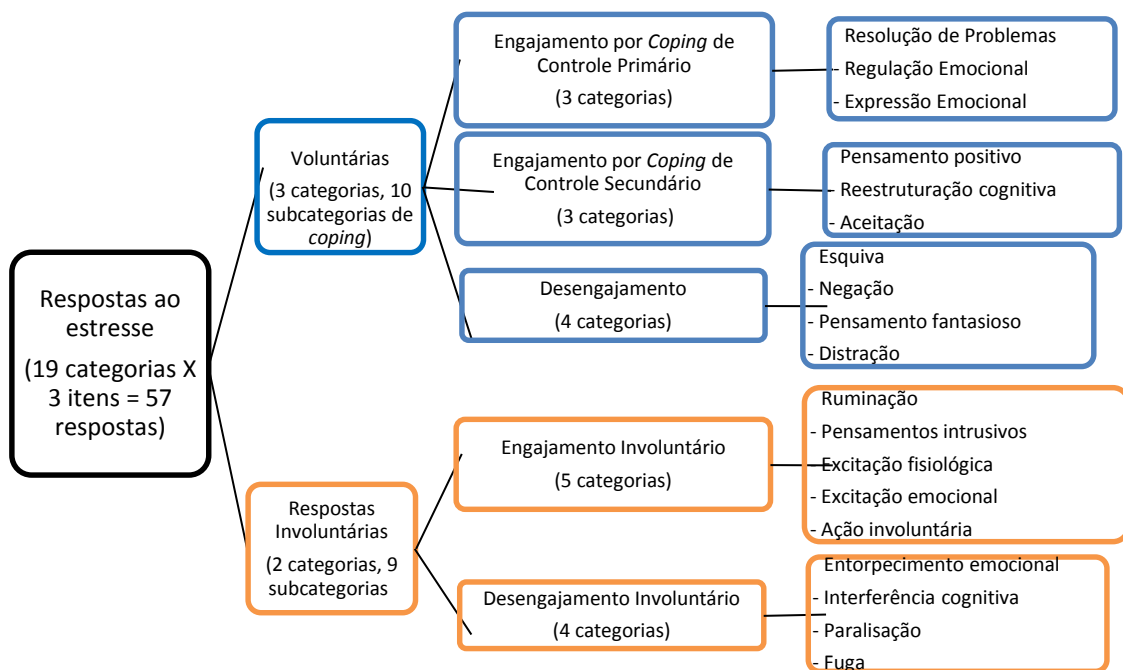 Respostas ao
estresse
(19 categorias X
3 itens = 57
respostas)
Voluntárias
(3 categorias, 10
subcategorias de
coping)
Engajamento por Coping de
Controle Primário
(3 categorias)
Resolução de Problemas
- Regulação Emocional
- Expressão Emocional
Engajamento por Coping de
Controle Secundário
(3 categorias)
Pensamento positivo
- Reestruturação cognitiva
- Aceitação
Desengajamento
(4 categorias)
Esquiva
- Negação
- Pensamento fantasioso
- Distração
Respostas
Involuntárias
(2 categorias, 9
subcategorias
Engajamento Involuntário
(5 categorias)
Ruminação
- Pensamentos intrusivos
- Excitação fisiológica
- Excitação emocional
- Ação involuntária
Desengajamento Involuntário
(4 categorias)
Entorpecimento emocional
- Interferência cognitiva
- Paralisação
- Fuga